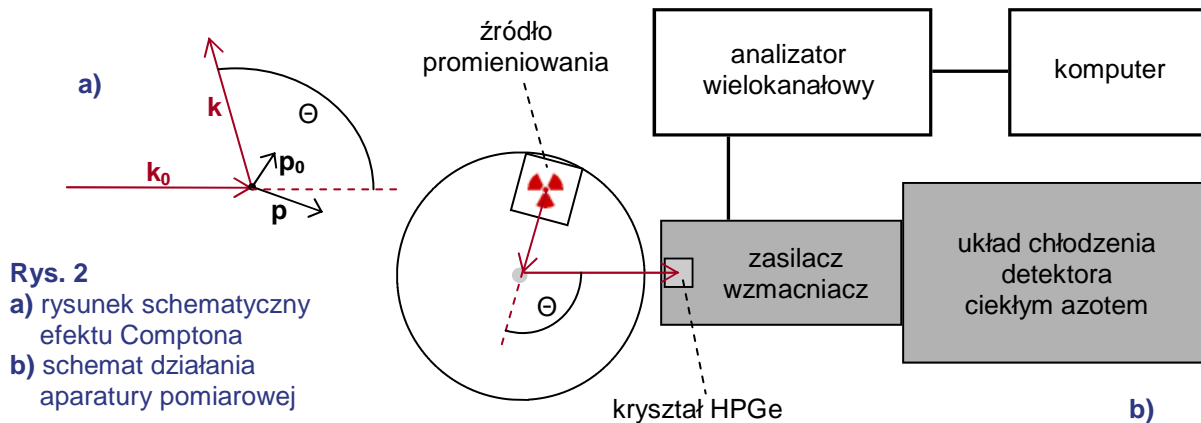 a)
k
Θ
k₀
p₀
p
Rys. 2
a) rysunek schematyczny
efektu Comptona
b) schemat działania
aparatury pomiarowej
źródło
promieniowania
Θ
kryształ HPGe
analizator
wielokanałowy
komputer
zasilacz
wzmacniacz
układ chłodzenia
detektora
ciekłym azotem
b)